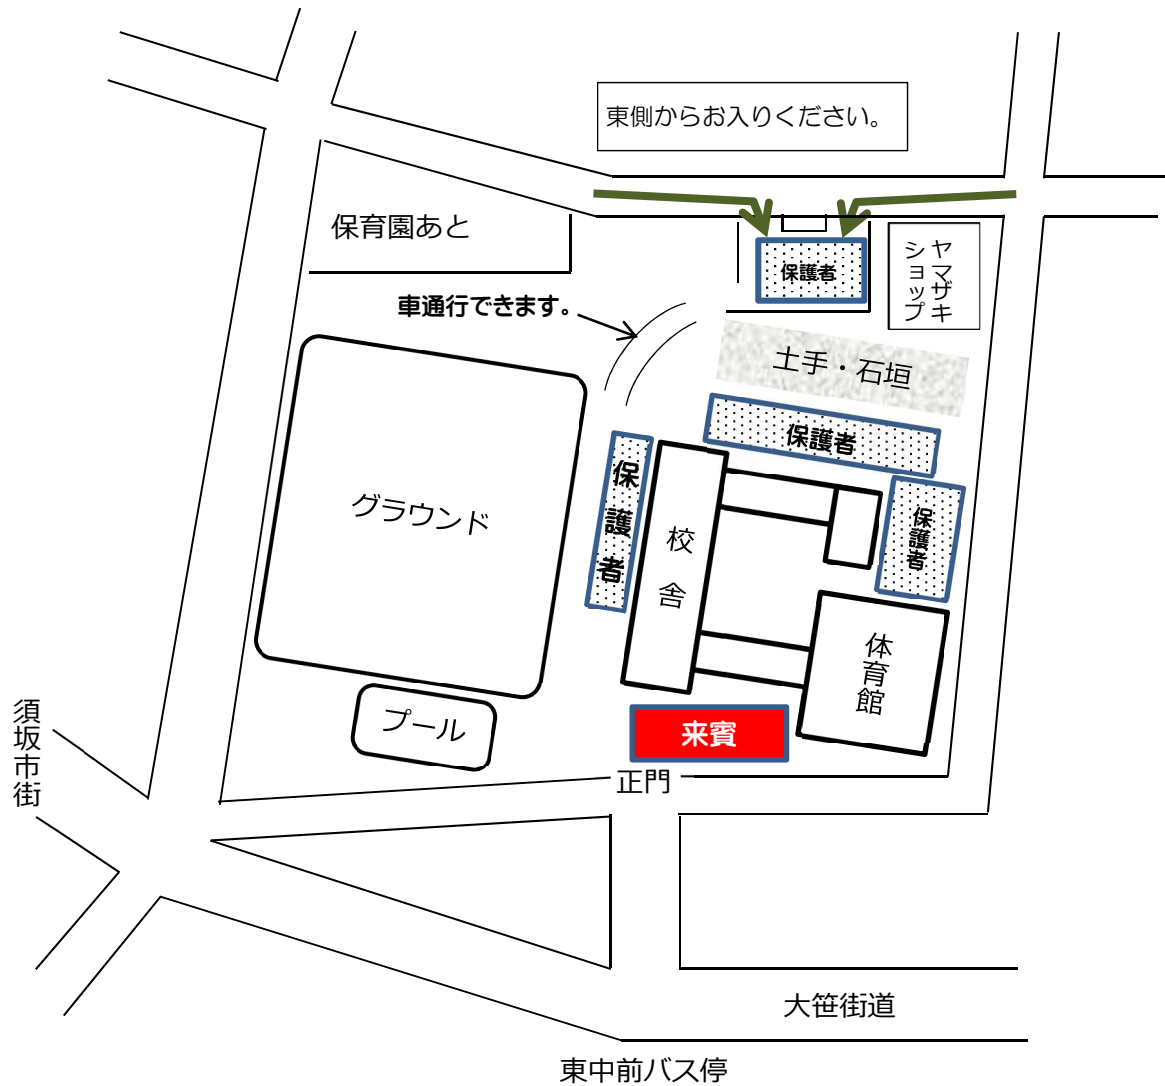 東側からお入りください。
保育園あと
保護者
ヤマザキ
ショップ
車通行できます。
土手・石垣
保護者
保護者
保護者
グラウンド
校舎
体育館
プール
来賓
正門
須坂市街
大笹街道
東中前バス停